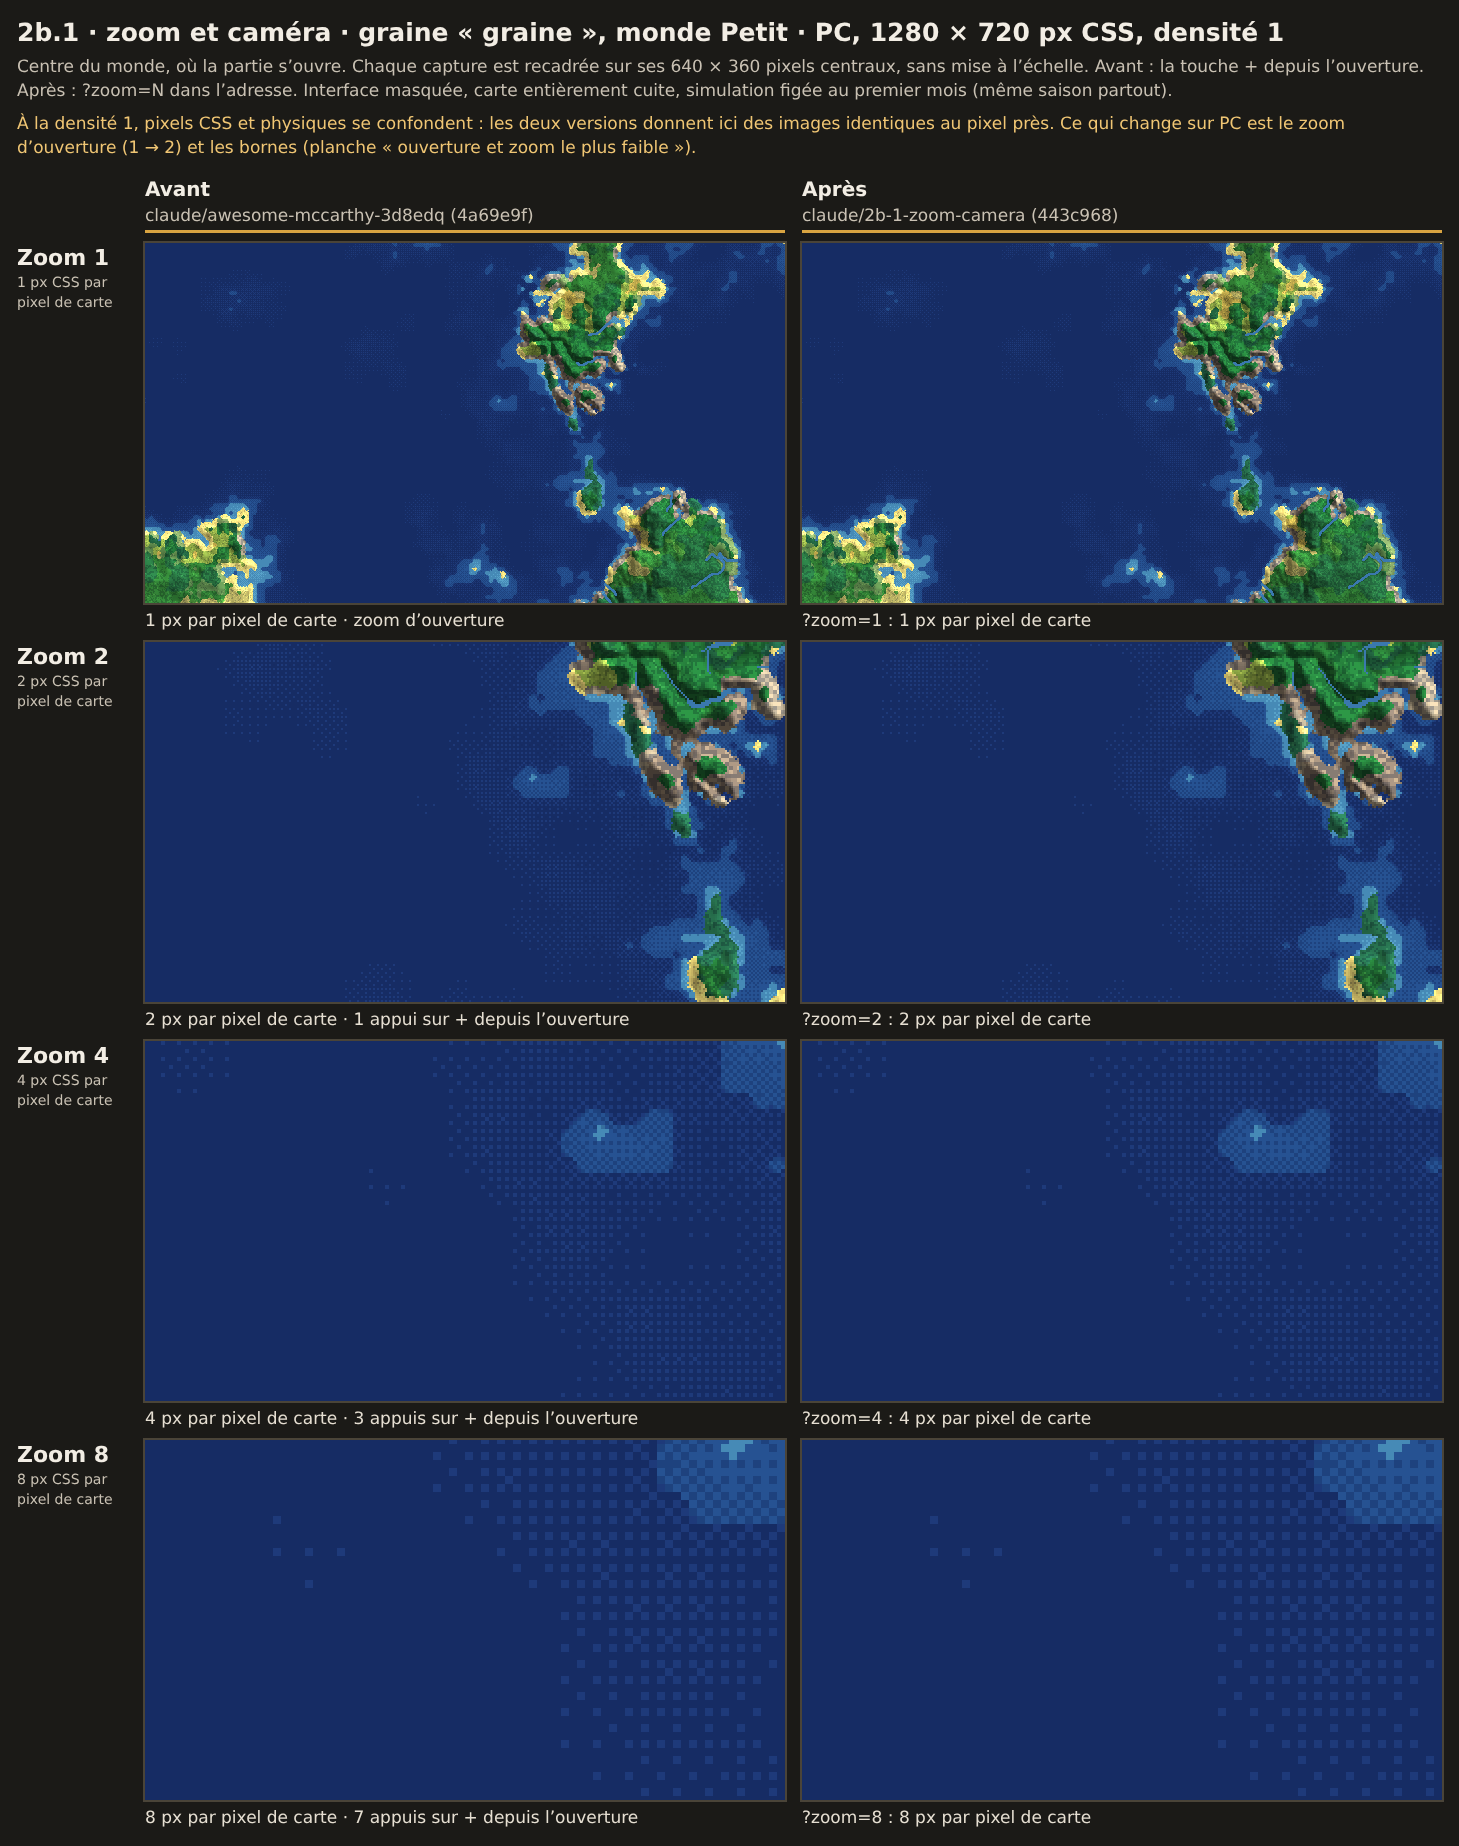 2b.1 · zoom et caméra · graine « graine », monde Petit · PC, 1280 × 720 px CSS, densité 1
Centre du monde, où la partie s’ouvre. Chaque capture est recadrée sur ses 640 × 360 pixels centraux, sans mise à l’échelle. Avant : la touche + depuis l’ouverture.
Après : ?zoom=N dans l’adresse. Interface masquée, carte entièrement cuite, simulation figée au premier mois (même saison partout).
À la densité 1, pixels CSS et physiques se confondent : les deux versions donnent ici des images identiques au pixel près. Ce qui change sur PC est le zoom
d’ouverture (1 → 2) et les bornes (planche « ouverture et zoom le plus faible »).
Avant
claude/awesome-mccarthy-3d8edq (4a69e9f)
Après
claude/2b-1-zoom-camera (443c968)
Zoom 1
1 px CSS par
pixel de carte
1 px par pixel de carte · zoom d’ouverture
?zoom=1 : 1 px par pixel de carte
Zoom 2
2 px CSS par
pixel de carte
2 px par pixel de carte · 1 appui sur + depuis l’ouverture
?zoom=2 : 2 px par pixel de carte
Zoom 4
4 px CSS par
pixel de carte
4 px par pixel de carte · 3 appuis sur + depuis l’ouverture
?zoom=4 : 4 px par pixel de carte
Zoom 8
8 px CSS par
pixel de carte
8 px par pixel de carte · 7 appuis sur + depuis l’ouverture
?zoom=8 : 8 px par pixel de carte